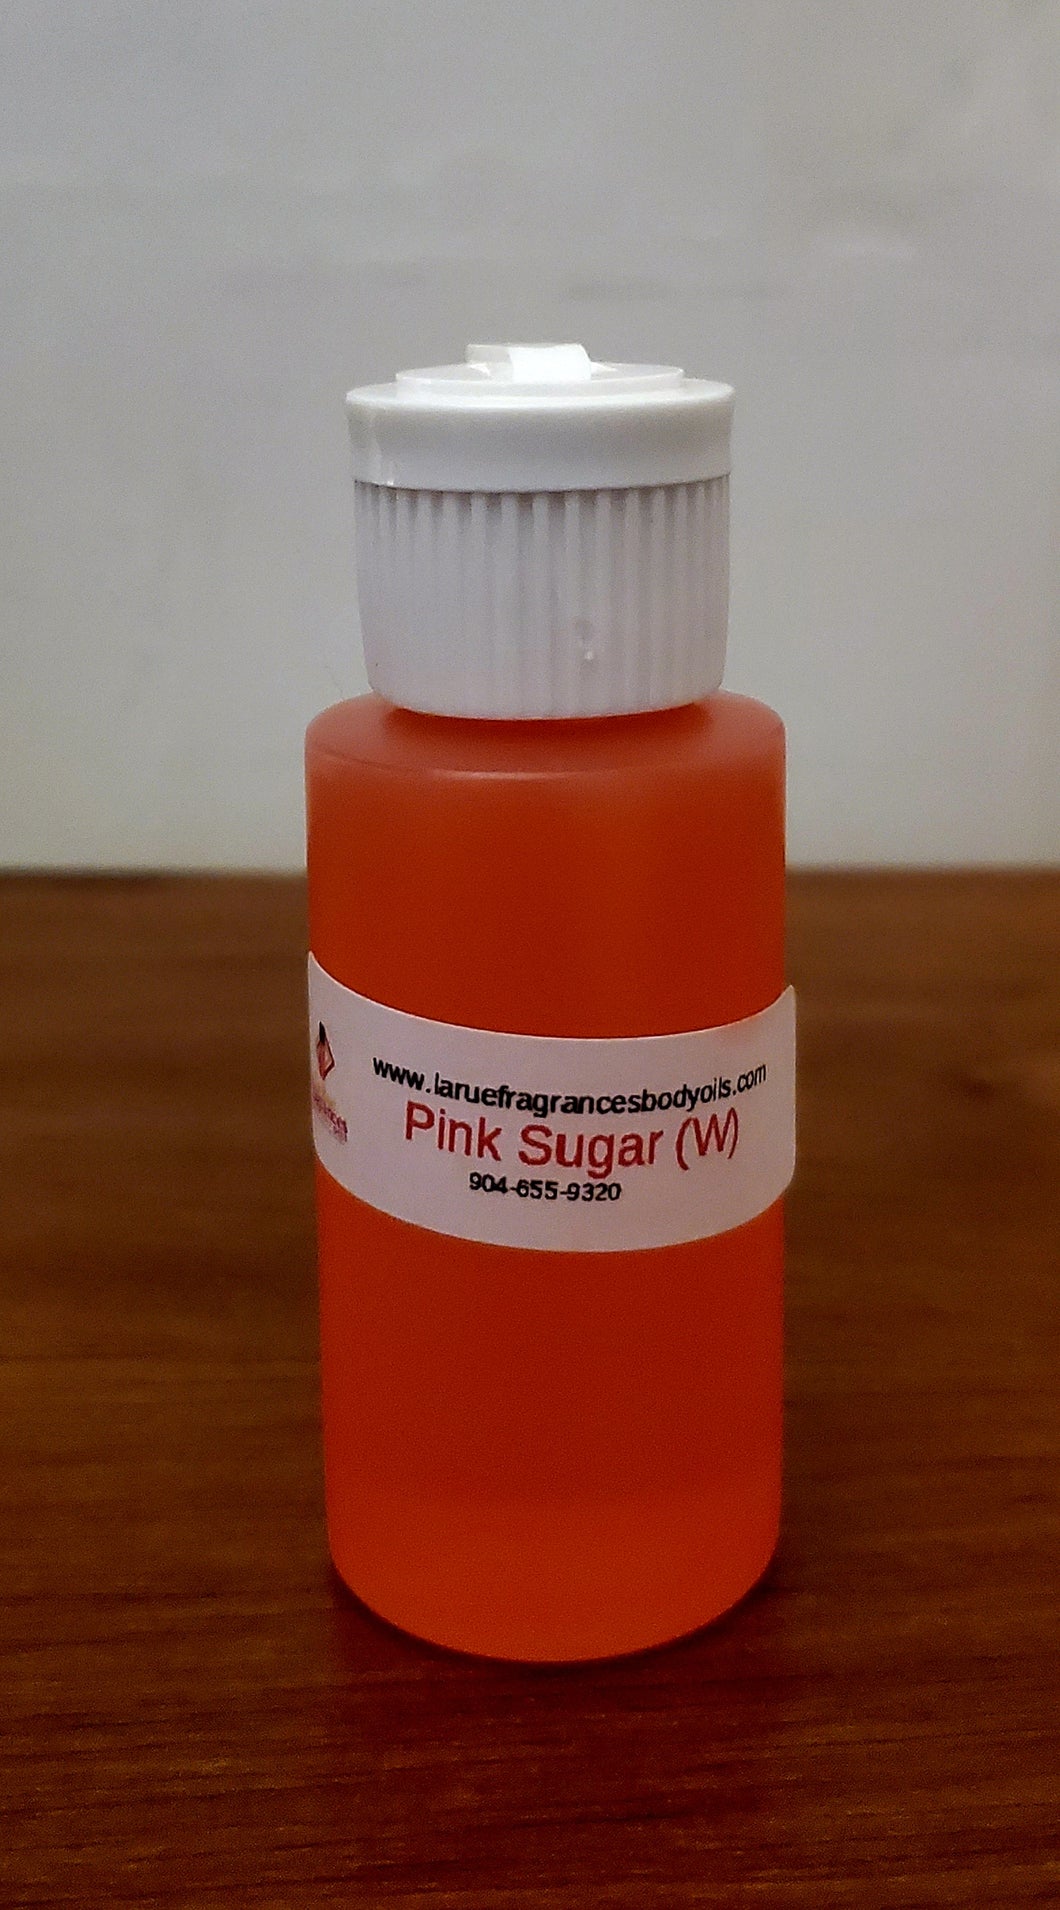 www.laruefragrancesbodyoils.com
Pink Sugar (W)
904-655-9320